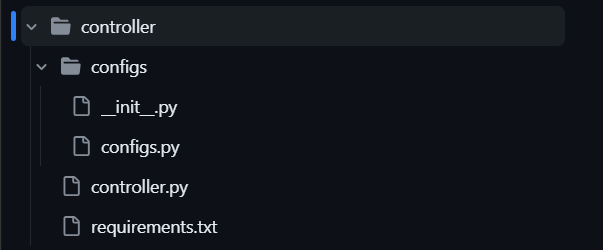 controller
configs
__init__.py
configs.py
controller.py
requirements.txt